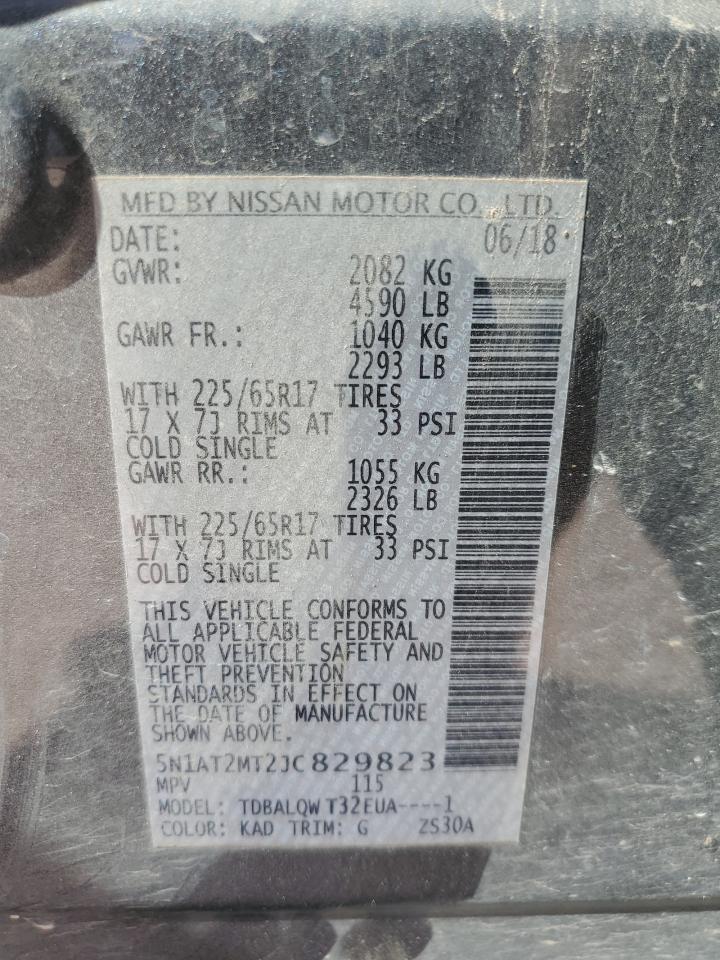 MFD BY NISSAN MOTOR CO., LTD.
DATE: 06/18
GVWR: 2082 KG
4590 LB
GAWR FR.: 1040 KG
2293 LB
WITH 225/65R17 TIRES
17 X 7J RIMS AT 33 PSI
COLD SINGLE
GAWR RR.: 1055 KG
2326 LB
WITH 225/65R17 TIRES
17 X 7J RIMS AT 33 PSI
COLD SINGLE
THIS VEHICLE CONFORMS TO
ALL APPLICABLE FEDERAL
MOTOR VEHICLE SAFETY AND
THEFT PREVENTION
STANDARDS IN EFFECT ON
THE DATE OF MANUFACTURE
SHOWN ABOVE.
5N1AT2MT2JC829823
MPV 115
MODEL: TDBALQW T32EUA----1
COLOR: KAD TRIM: G ZS30A